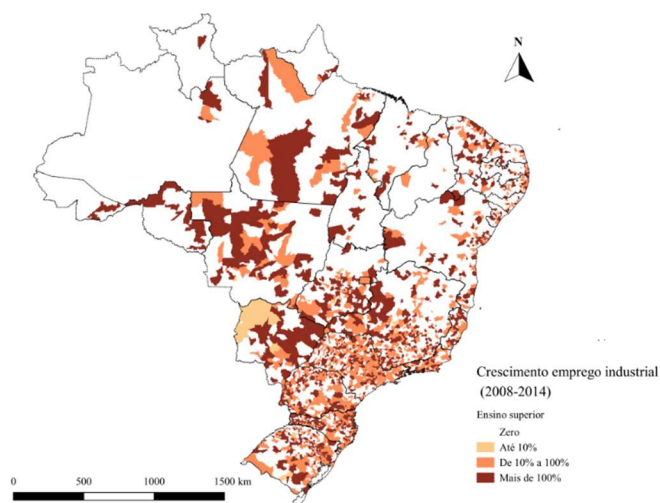 N
Crescimento emprego industrial
(2008-2014)
Ensino superior
Zero
Até 10%
De 10% a 100%
Mais de 100%
0 500 1000 1500 km